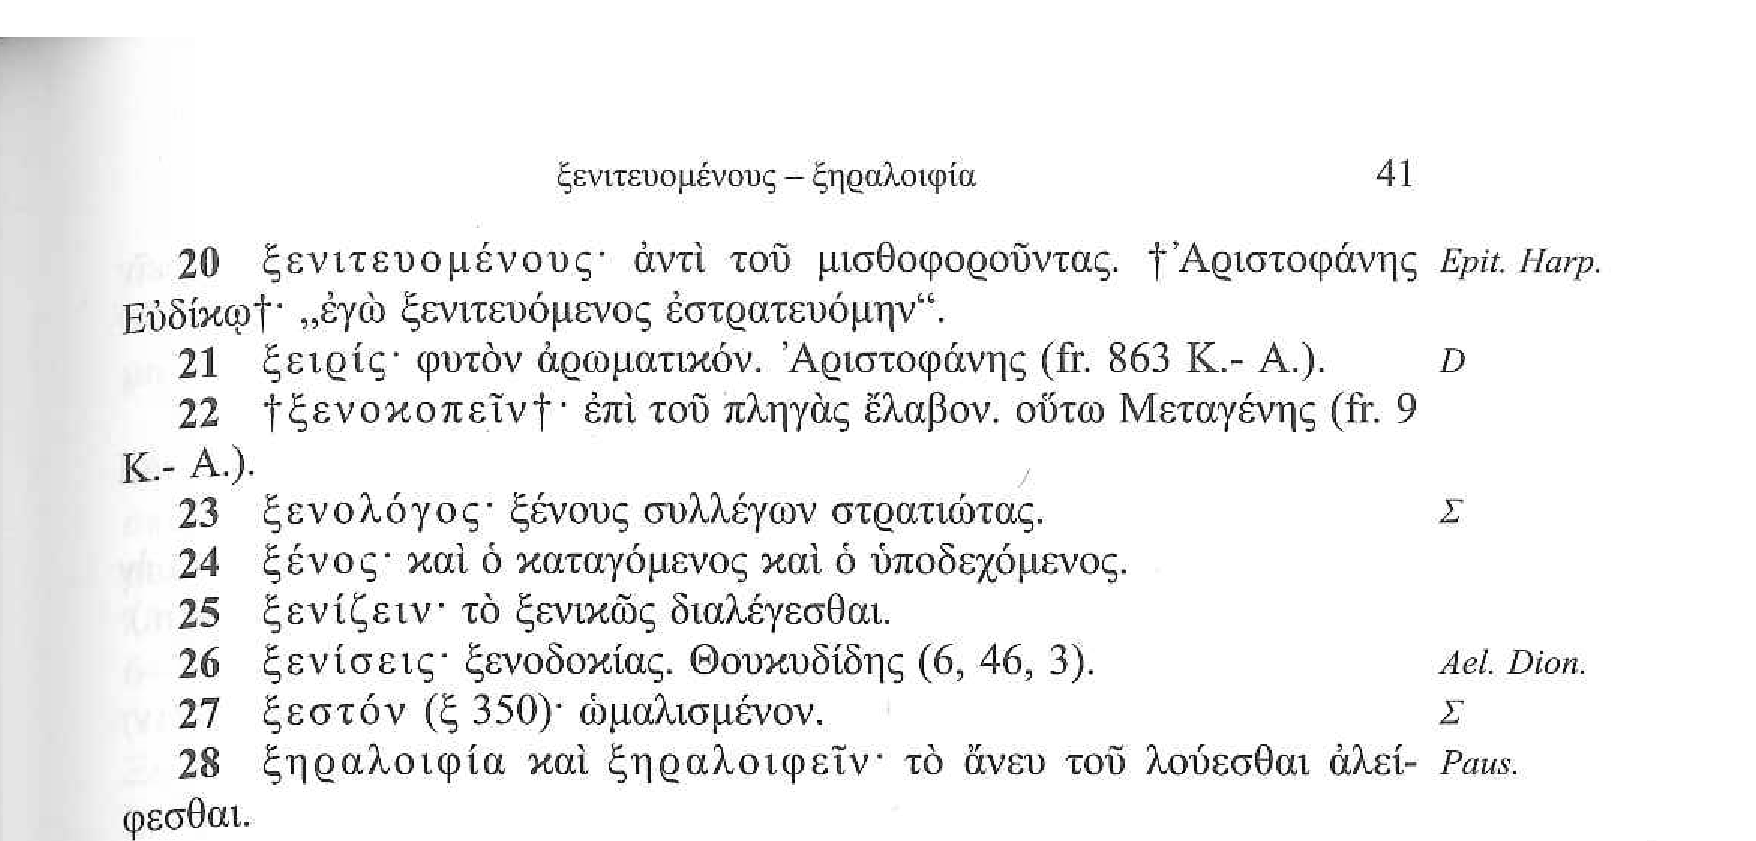 ξενιτευομένους – ξηραλοιφία 41
20 ξενιτευομένους· ἀντὶ τοῦ μισθοφοροῦντας. †Ἀριστοφάνης Epit. Harp.
Εὐδίκῳ†· „ἐγὼ ξενιτευόμενος ἐστρατευόμην“.
21 ξειρίς· φυτὸν ἀρωματικόν. Ἀριστοφάνης (fr. 863 K.- A.). D
22 †ξενοκοπεῖν†· ἐπὶ τοῦ πληγὰς ἔλαβον. οὕτω Μεταγένης (fr. 9
K.- A.).
23 ξενολόγος· ξένους συλλέγων στρατιώτας. Σ
24 ξένος· καὶ ὁ καταγόμενος καὶ ὁ ὑποδεχόμενος.
25 ξενίζειν· τὸ ξενικῶς διαλέγεσθαι.
26 ξενίσεις· ξενοδοκίας. Θουκυδίδης (6, 46, 3). Ael. Dion.
27 ξεστόν (ξ 350)· ὡμαλισμένον. Σ
28 ξηραλοιφία καὶ ξηραλοιφεῖν· τὸ ἄνευ τοῦ λούεσθαι ἀλεί- Paus.
φεσθαι.